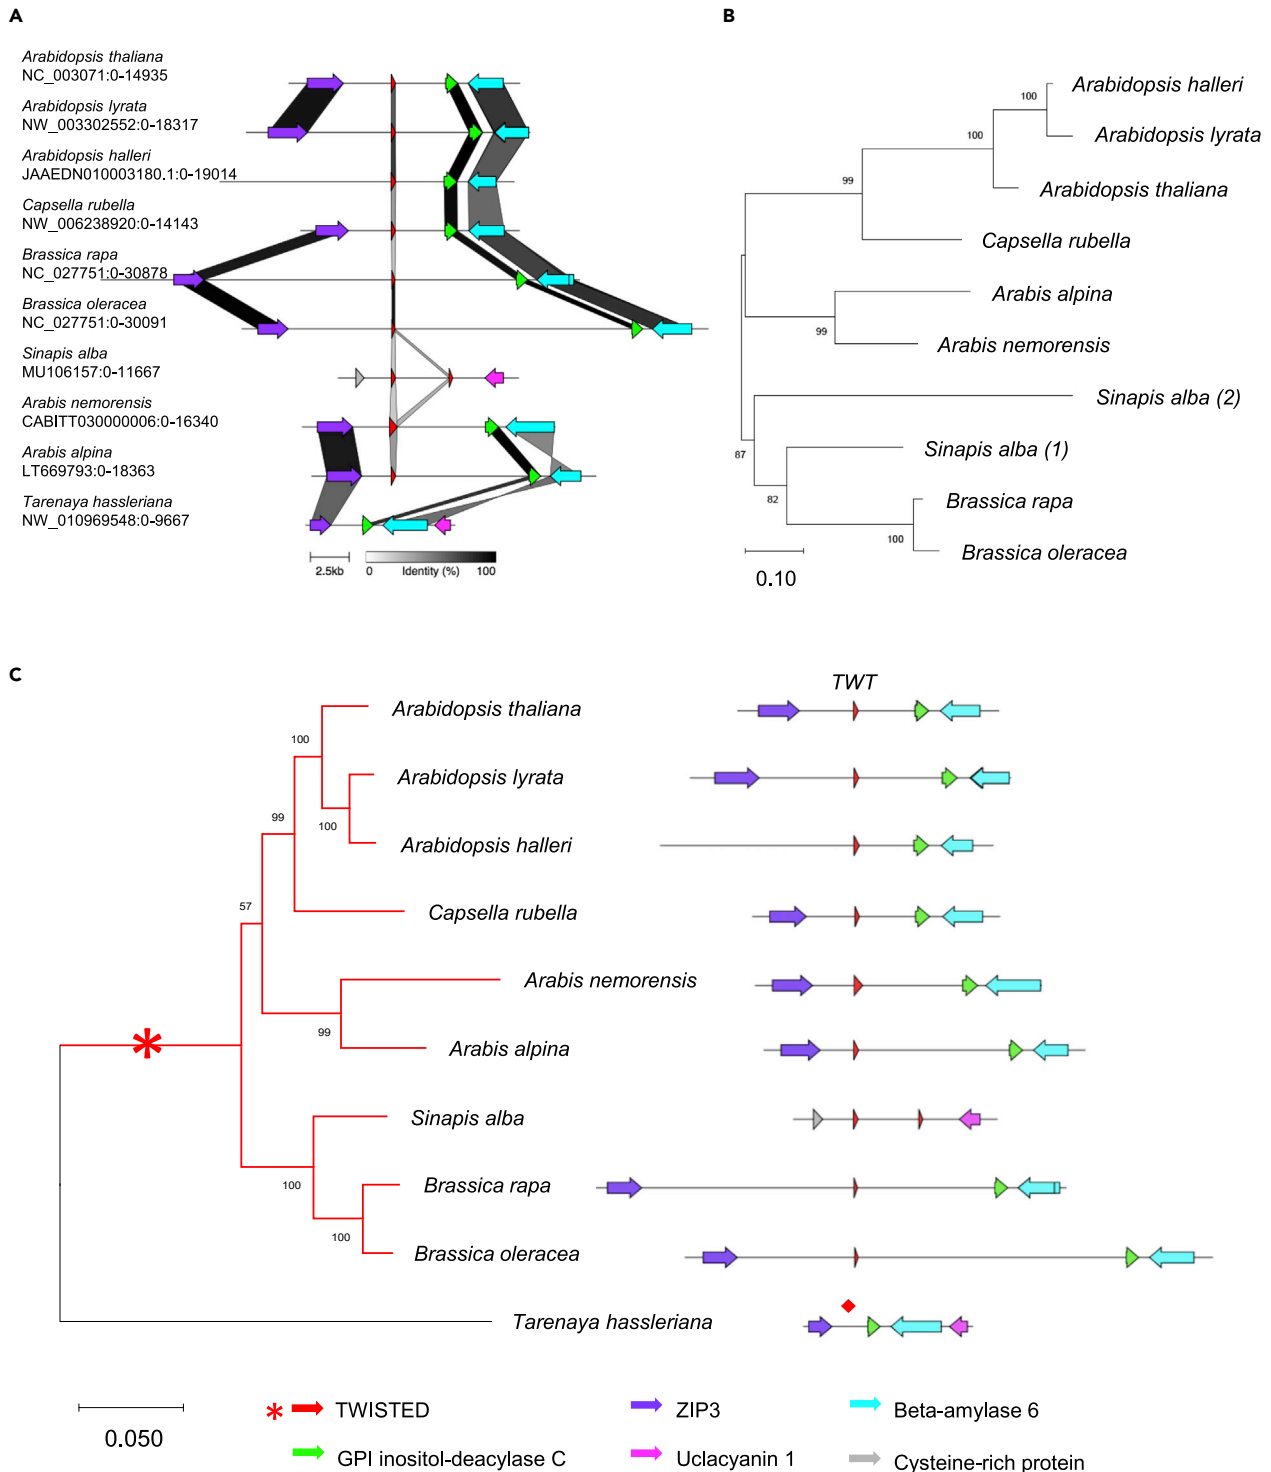 A
Arabidopsis thaliana
NC_003071:0-14935
Arabidopsis lyrata
NW_003302552:0-18317
Arabidopsis halleri
JAAEDN010003180.1:0-19014
Capsella rubella
NW_006238920:0-14143
Brassica rapa
NC_027751:0-30878
Brassica oleracea
NC_027751:0-30091
Sinapis alba
MU106157:0-11667
Arabis nemorensis
CABITT030000006:0-16340
Arabis alpina
LT669793:0-18363
Tarenaya hassleriana
NW_010969548:0-9667
2.5kb
0 Identity (%) 100
B
Arabidopsis halleri
100
Arabidopsis lyrata
100
Arabidopsis thaliana
99
Capsella rubella
Arabis alpina
99
Arabis nemorensis
Sinapis alba (2)
87
Sinapis alba (1)
82
Brassica rapa
100
Brassica oleracea
0.10
C
TWT
Arabidopsis thaliana
100
Arabidopsis lyrata
99
100
Arabidopsis halleri
57
Capsella rubella
Arabis nemorensis
99
Arabis alpina
*
Sinapis alba
100
Brassica rapa
100
Brassica oleracea
Tarenaya hassleriana
0.050
* TWISTED
ZIP3
Beta-amylase 6
GPI inositol-deacylase C
Uclacyanin 1
Cysteine-rich protein